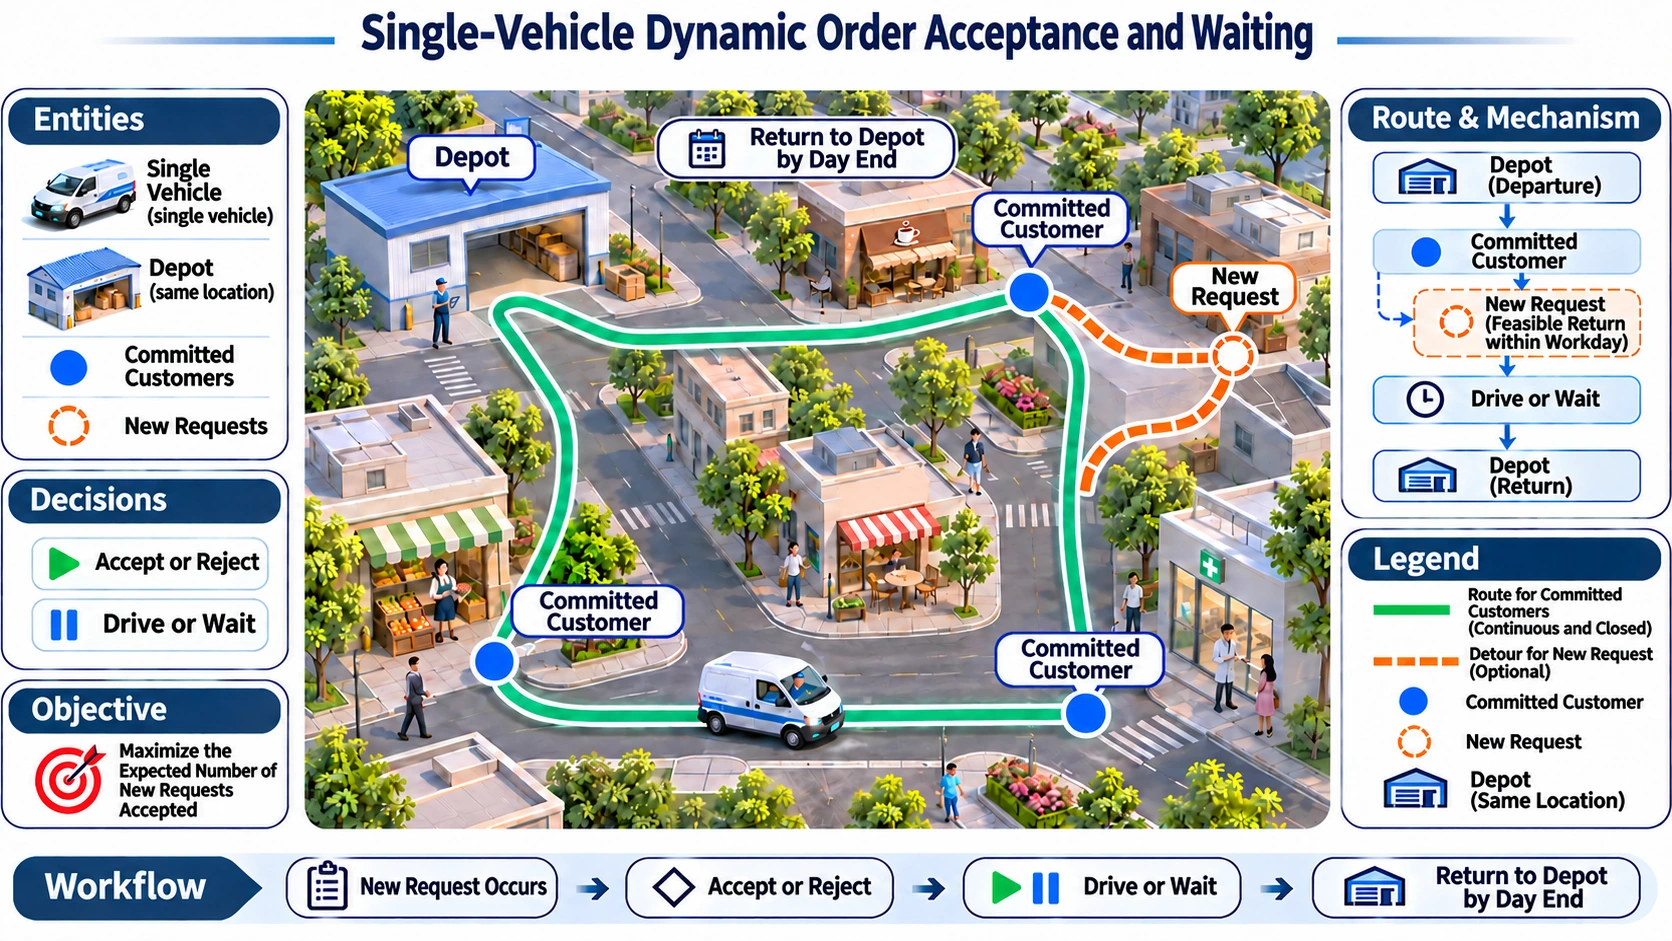 Single-Vehicle Dynamic Order Acceptance and Waiting
Entities
Single
Vehicle
(single vehicle)
Depot
(same location)
Committed
Customers
New Requests
Decisions
Accept or Reject
Drive or Wait
Objective
Maximize the
Expected Number of
New Requests
Accepted
Depot
Return to Depot
by Day End
Committed
Customer
New
Request
Committed
Customer
Committed
Customer
Route & Mechanism
Depot
(Departure)
Committed
Customer
New Request
(Feasible Return
within Workday)
Drive or Wait
Depot
(Return)
Legend
Route for Committed
Customers
(Continuous and Closed)
Detour for New Request
(Optional)
Committed Customer
New Request
Depot
(Same Location)
Workflow
New Request Occurs
Accept or Reject
Drive or Wait
Return to Depot
by Day End